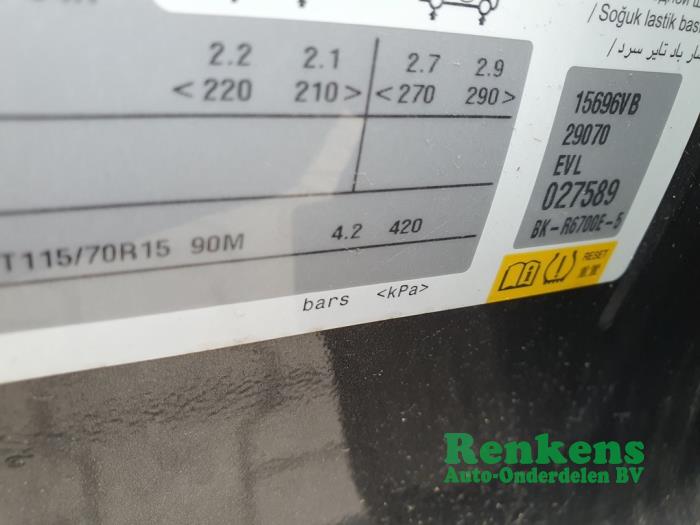 / Soğuk lastik bas
/ شار باد تایر سرد
2.2 2.1 2.7 2.9
<220 210> <270 290>
15696VB
29070
EVL
027589
BK-R6700E-5
T115/70R15 90M 4.2 420
bars <kPa>
RESET
Renkens
Auto-Onderdelen BV